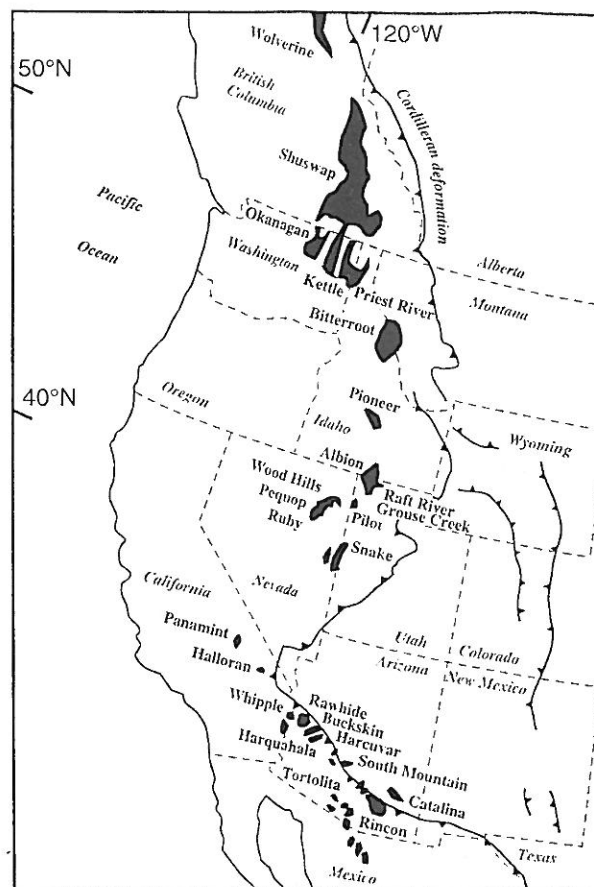 120°W
Wolverine
50°N
British
Columbia
Cordilleran deformation
Shuswap
Pacific
Ocean
Okanagan
Washington
Alberta
Kettle
Priest River
Montana
Bitterroot
40°N
Oregon
Pioneer
Idaho
Wyoming
Albion
Wood Hills
Raft River
Pequop
Grouse Creek
Ruby
Pilot
Snake
California
Nevada
Panamint
Utah
Colorado
Halloran
Arizona
New Mexico
Whipple
Rawhide
Buckskin
Harcuvar
Harquahala
South Mountain
Tortolita
Catalina
Rincon
Texas
Mexico